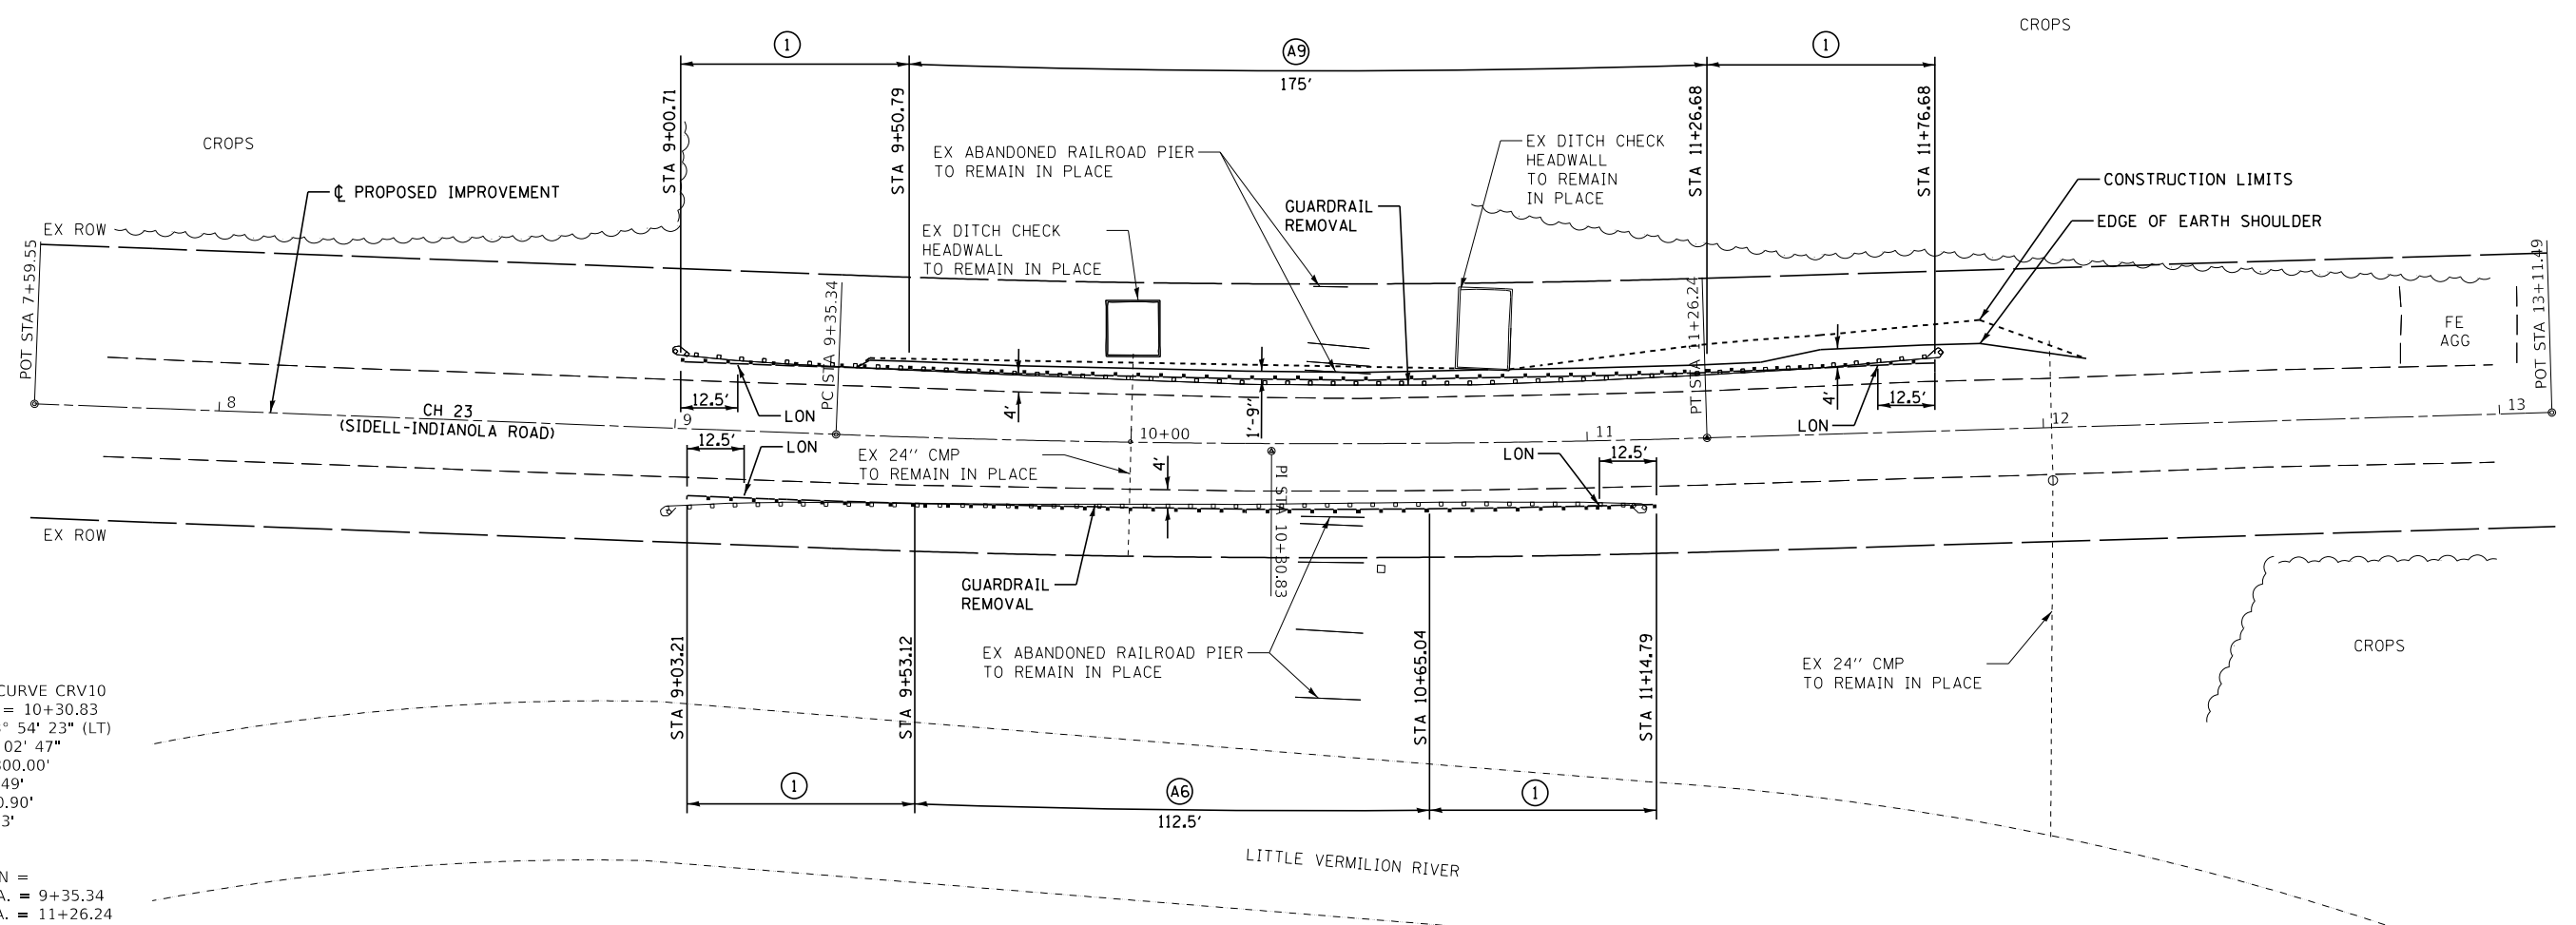 CROPS
1
A9
175'
1
STA 9+00.71
STA 9+50.79
STA 11+26.68
STA 11+76.68
CROPS
EX ABANDONED RAILROAD PIER
TO REMAIN IN PLACE
EX DITCH CHECK
HEADWALL
TO REMAIN
IN PLACE
℄ PROPOSED IMPROVEMENT
GUARDRAIL
REMOVAL
CONSTRUCTION LIMITS
EDGE OF EARTH SHOULDER
EX ROW
EX DITCH CHECK
HEADWALL
TO REMAIN IN PLACE
POT STA 7+59.55
PC STA 9+35.34
PT STA 11+26.24
POT STA 13+11.49
FE
AGG
8
CH 23
(SIDELL-INDIANOLA ROAD)
9
12.5'
LON
4'
1'-9"
10+00
11
4'
12.5'
LON
12
13
12.5'
LON
EX 24" CMP
TO REMAIN IN PLACE
4'
PI STA 10+30.83
LON
12.5'
EX ROW
GUARDRAIL
REMOVAL
EX ABANDONED RAILROAD PIER
TO REMAIN IN PLACE
STA 9+03.21
STA 9+53.12
STA 10+65.04
STA 11+14.79
EX 24" CMP
TO REMAIN IN PLACE
CROPS
CURVE CRV10
= 10+30.83
° 54' 23" (LT)
02' 47"
300.00'
49'
0.90'
3'
N =
A. = 9+35.34
A. = 11+26.24
1
A6
112.5'
1
LITTLE VERMILION RIVER